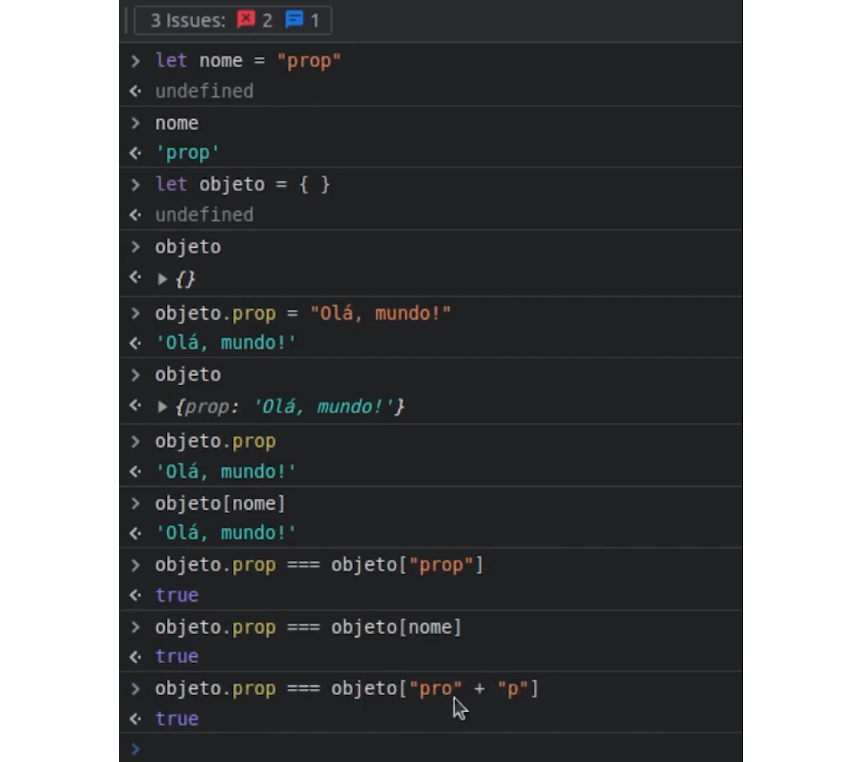 3 Issues: 2 1
> let nome = "prop"
< undefined
> nome
< 'prop'
> let objeto = { }
< undefined
> objeto
< ▶ {}
> objeto.prop = "Olá, mundo!"
< 'Olá, mundo!'
> objeto
< ▶ {prop: 'Olá, mundo!'}
> objeto.prop
< 'Olá, mundo!'
> objeto[nome]
< 'Olá, mundo!'
> objeto.prop === objeto["prop"]
< true
> objeto.prop === objeto[nome]
< true
> objeto.prop === objeto["pro" + "p"]
< true
>